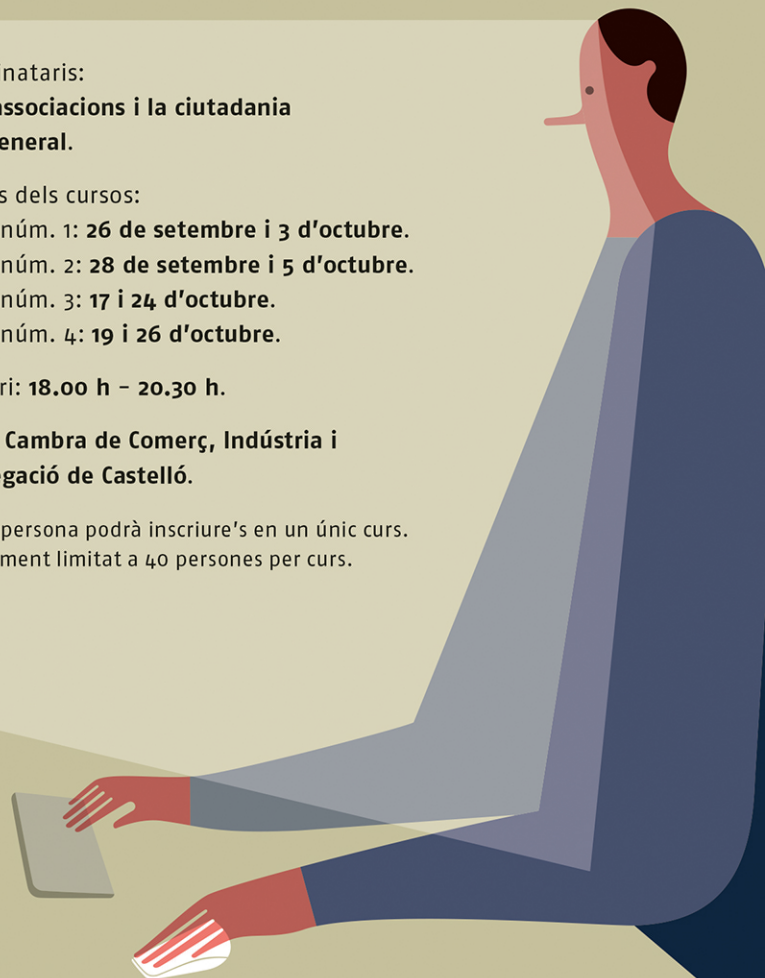 inataris:
associacions i la ciutadania
eneral.
s dels cursos:
núm. 1: 26 de setembre i 3 d’octubre.
núm. 2: 28 de setembre i 5 d’octubre.
núm. 3: 17 i 24 d’octubre.
núm. 4: 19 i 26 d’octubre.
ri: 18.00 h – 20.30 h.
Cambra de Comerç, Indústria i
egació de Castelló.
persona podrà inscriure’s en un únic curs.
ment limitat a 40 persones per curs.